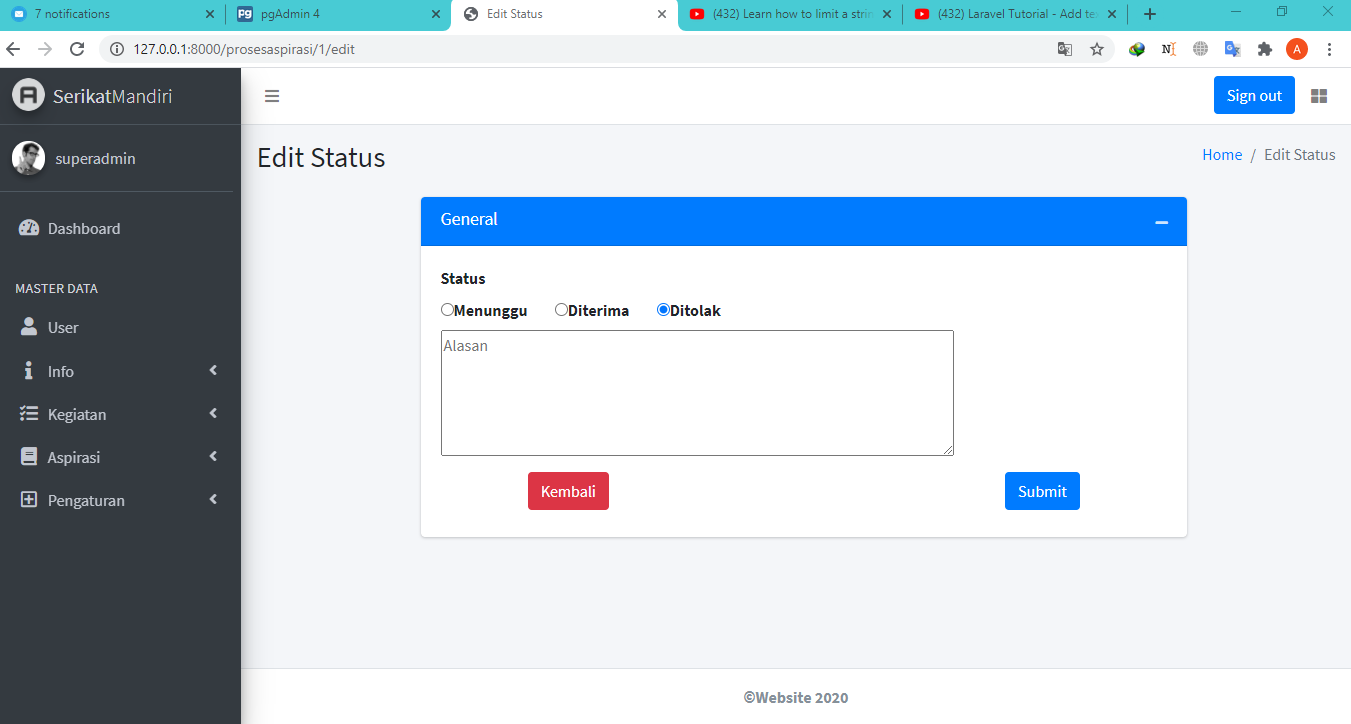 7 notifications
pgAdmin 4
Edit Status
(432) Learn how to limit a strin
(432) Laravel Tutorial - Add te
127.0.0.1:8000/prosesaspirasi/1/edit
A
SerikatMandiri
Sign out
superadmin
Edit Status
Home / Edit Status
Dashboard
General
MASTER DATA
Status
User
Menunggu Diterima Ditolak
Info
Alasan
Kegiatan
Aspirasi
Pengaturan
Kembali
Submit
©Website 2020